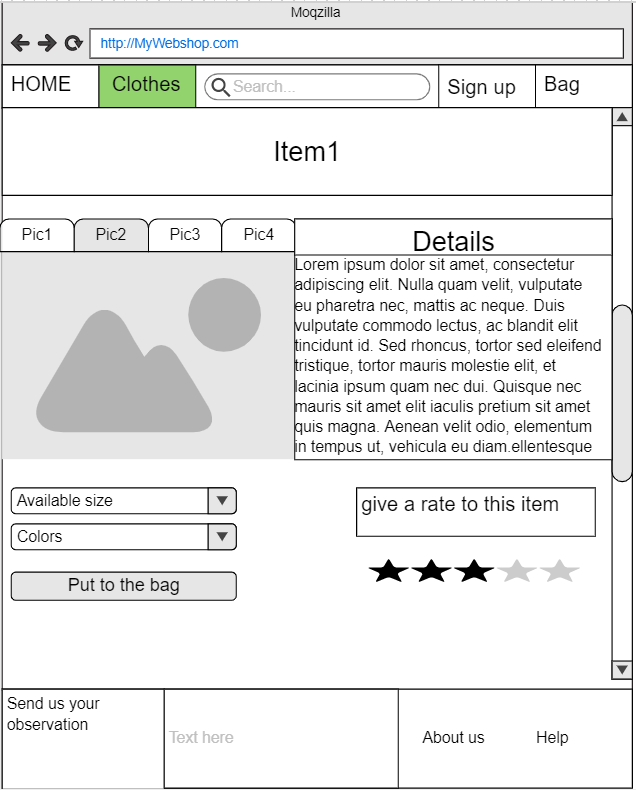 Moqzilla
http://MyWebshop.com
HOME
Clothes
Search...
Sign up
Bag
Item1
Pic1
Pic2
Pic3
Pic4
Details
Lorem ipsum dolor sit amet, consectetur
adipiscing elit. Nulla quam velit, vulputate
eu pharetra nec, mattis ac neque. Duis
vulputate commodo lectus, ac blandit elit
tincidunt id. Sed rhoncus, tortor sed eleifend
tristique, tortor mauris molestie elit, et
lacinia ipsum quam nec dui. Quisque nec
mauris sit amet elit iaculis pretium sit amet
quis magna. Aenean velit odio, elementum
in tempus ut, vehicula eu diam.ellentesque
Available size
Colors
Put to the bag
give a rate to this item
Send us your
observation
Text here
About us
Help